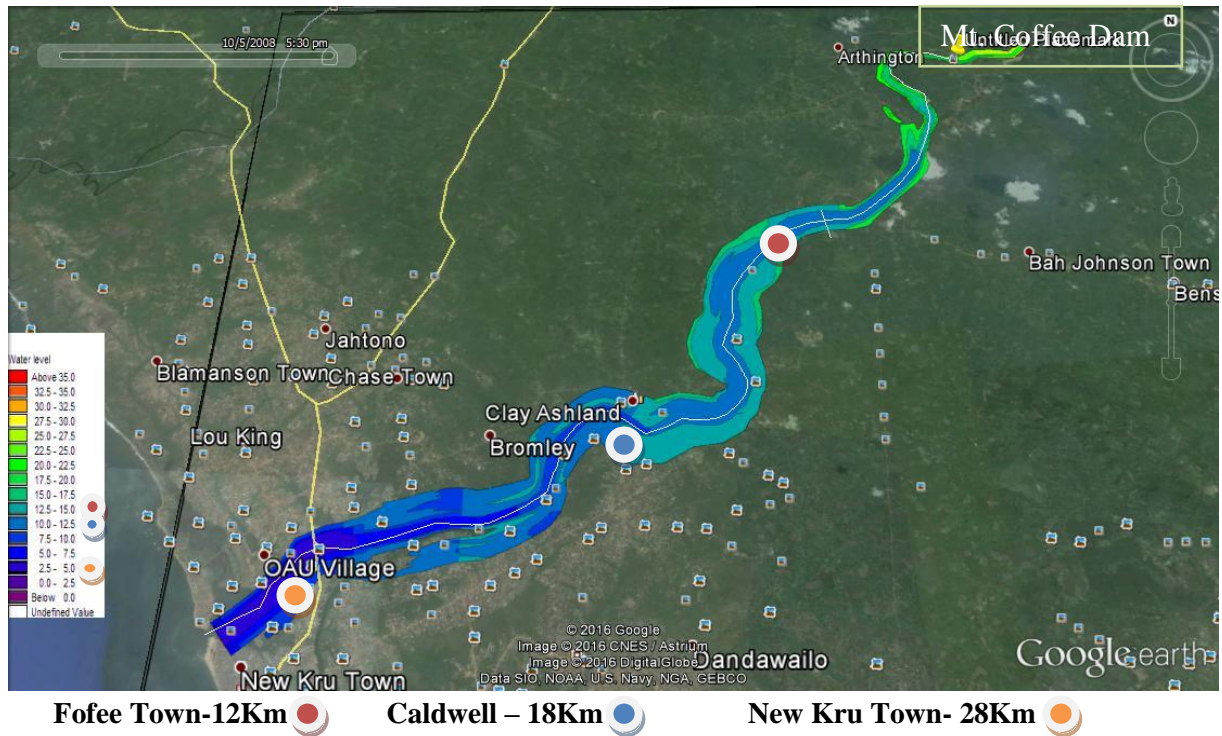 10/5/2008 5:30 pm
Mt. Coffee Dam
Untitled Placemark
N
Arthington
Bah Johnson Town
Bens
Jahtono
Blamanson Town
Chase Town
Clay Ashland
Lou King
Bromley
OAU Village
New Kru Town
Dandawailo
Water level
Above 35.0
32.5 - 35.0
30.0 - 32.5
27.5 - 30.0
25.0 - 27.5
22.5 - 25.0
20.0 - 22.5
17.5 - 20.0
15.0 - 17.5
12.5 - 15.0
10.0 - 12.5
7.5 - 10.0
5.0 - 7.5
2.5 - 5.0
0.0 - 2.5
Below 0.0
Undefined Value
© 2016 Google
Image © 2016 CNES / Astrium
Image © 2016 DigitalGlobe
Data SIO, NOAA, U.S. Navy, NGA, GEBCO
Google earth
Fofee Town-12Km Caldwell – 18Km New Kru Town- 28Km